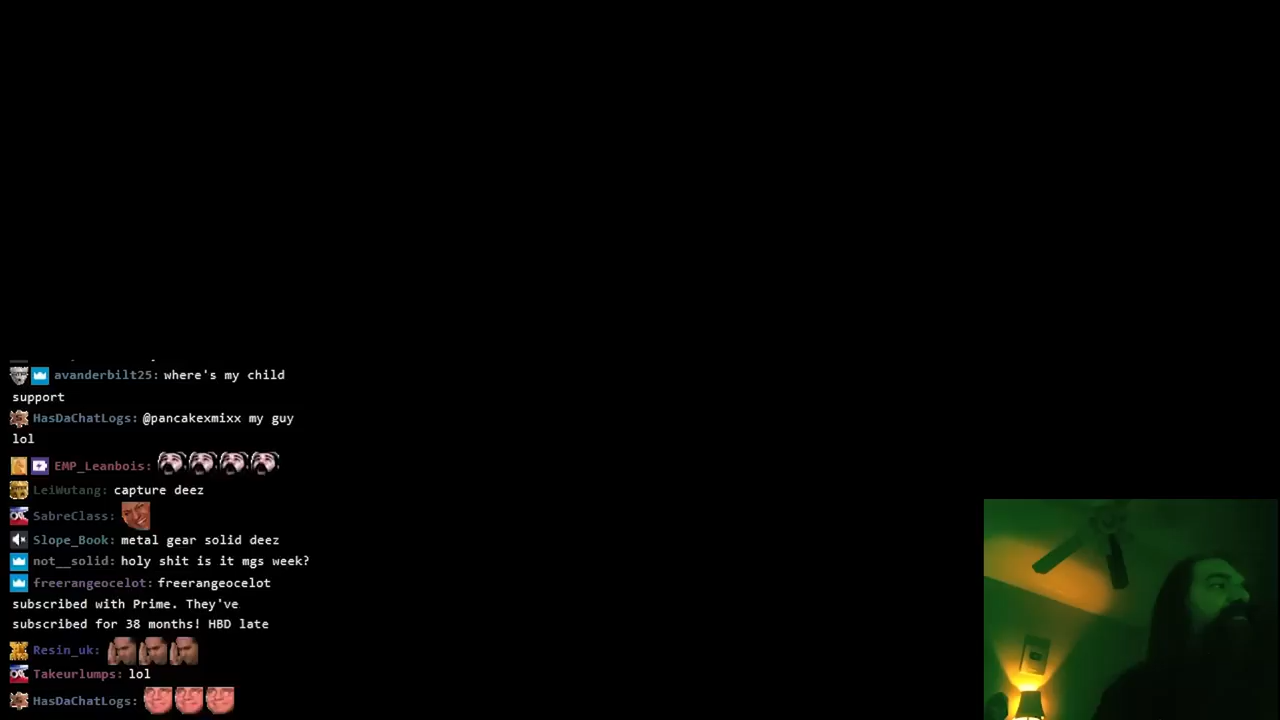 avanderbilt25: where's my child
support
HasDaChatLogs: @pancakexmixx my guy
lol
EMP_Leanbois:
LeiWutang: capture deez
SabreClass:
Slope_Book: metal gear solid deez
not__solid: holy shit is it mgs week?
freerangeocelot: freerangeocelot
subscribed with Prime. They've
subscribed for 38 months! HBD late
Resin_uk:
Takeurlumps: lol
HasDaChatLogs: